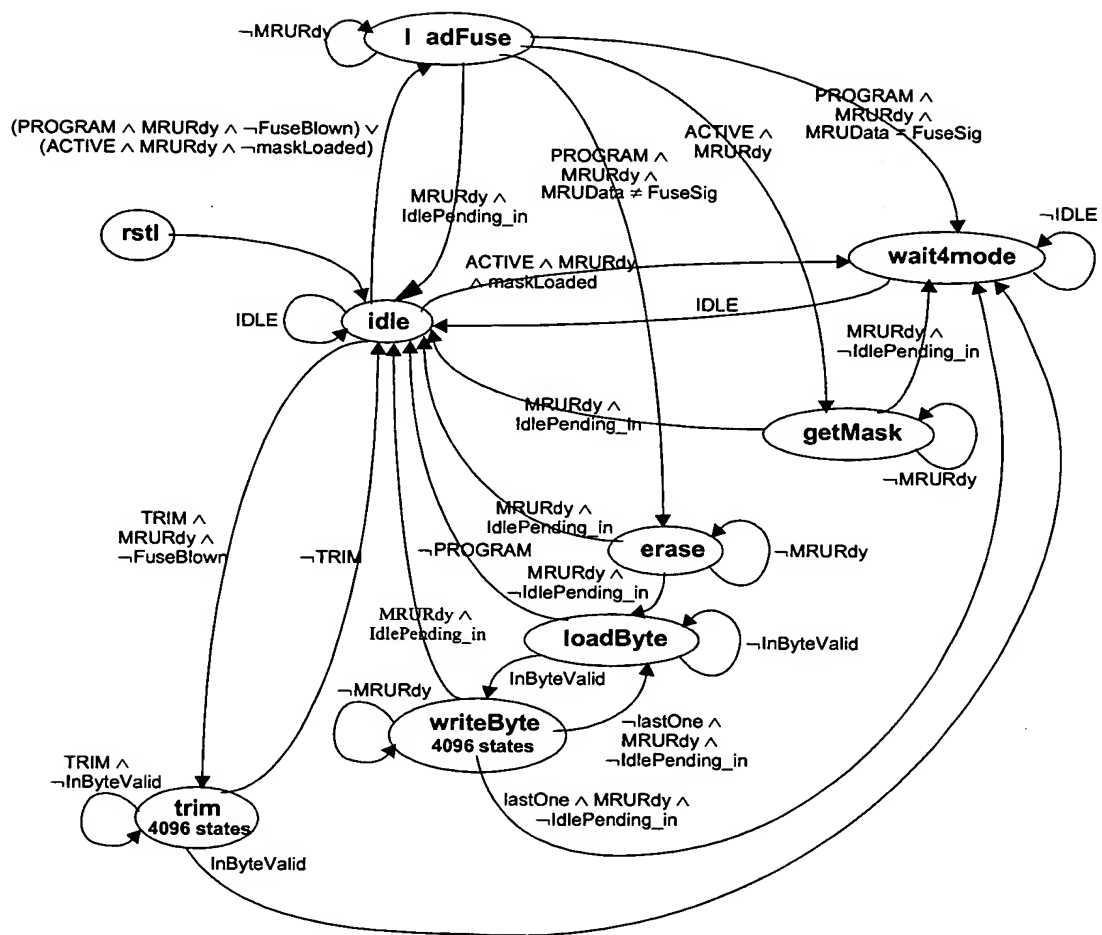 ¬MRURdy
l adFuse
(PROGRAM ∧ MRURdy ∧ ¬FuseBlown) ∨
(ACTIVE ∧ MRURdy ∧ ¬maskLoaded)
MRURdy ∧
IdlePending_in
PROGRAM ∧
MRURdy ∧
MRUData ≠ FuseSig
ACTIVE ∧
MRURdy
PROGRAM ∧
MRURdy ∧
MRUData = FuseSig
rstl
¬IDLE
wait4mode
ACTIVE ∧ MRURdy
∧ maskLoaded
IDLE
IDLE
idle
MRURdy ∧
¬IdlePending_in
MRURdy ∧
IdlePending_in
getMask
¬MRURdy
TRIM ∧
MRURdy ∧
¬FuseBlown
¬TRIM
MRURdy ∧
IdlePending_in
erase
¬MRURdy
¬PROGRAM
MRURdy ∧
¬IdlePending_in
MRURdy ∧
IdlePending_in
loadByte
¬InByteValid
InByteValid
¬MRURdy
writeByte
4096 states
¬lastOne ∧
MRURdy ∧
¬IdlePending_in
TRIM ∧
¬InByteValid
trim
4096 states
lastOne ∧ MRURdy ∧
¬IdlePending_in
InByteValid